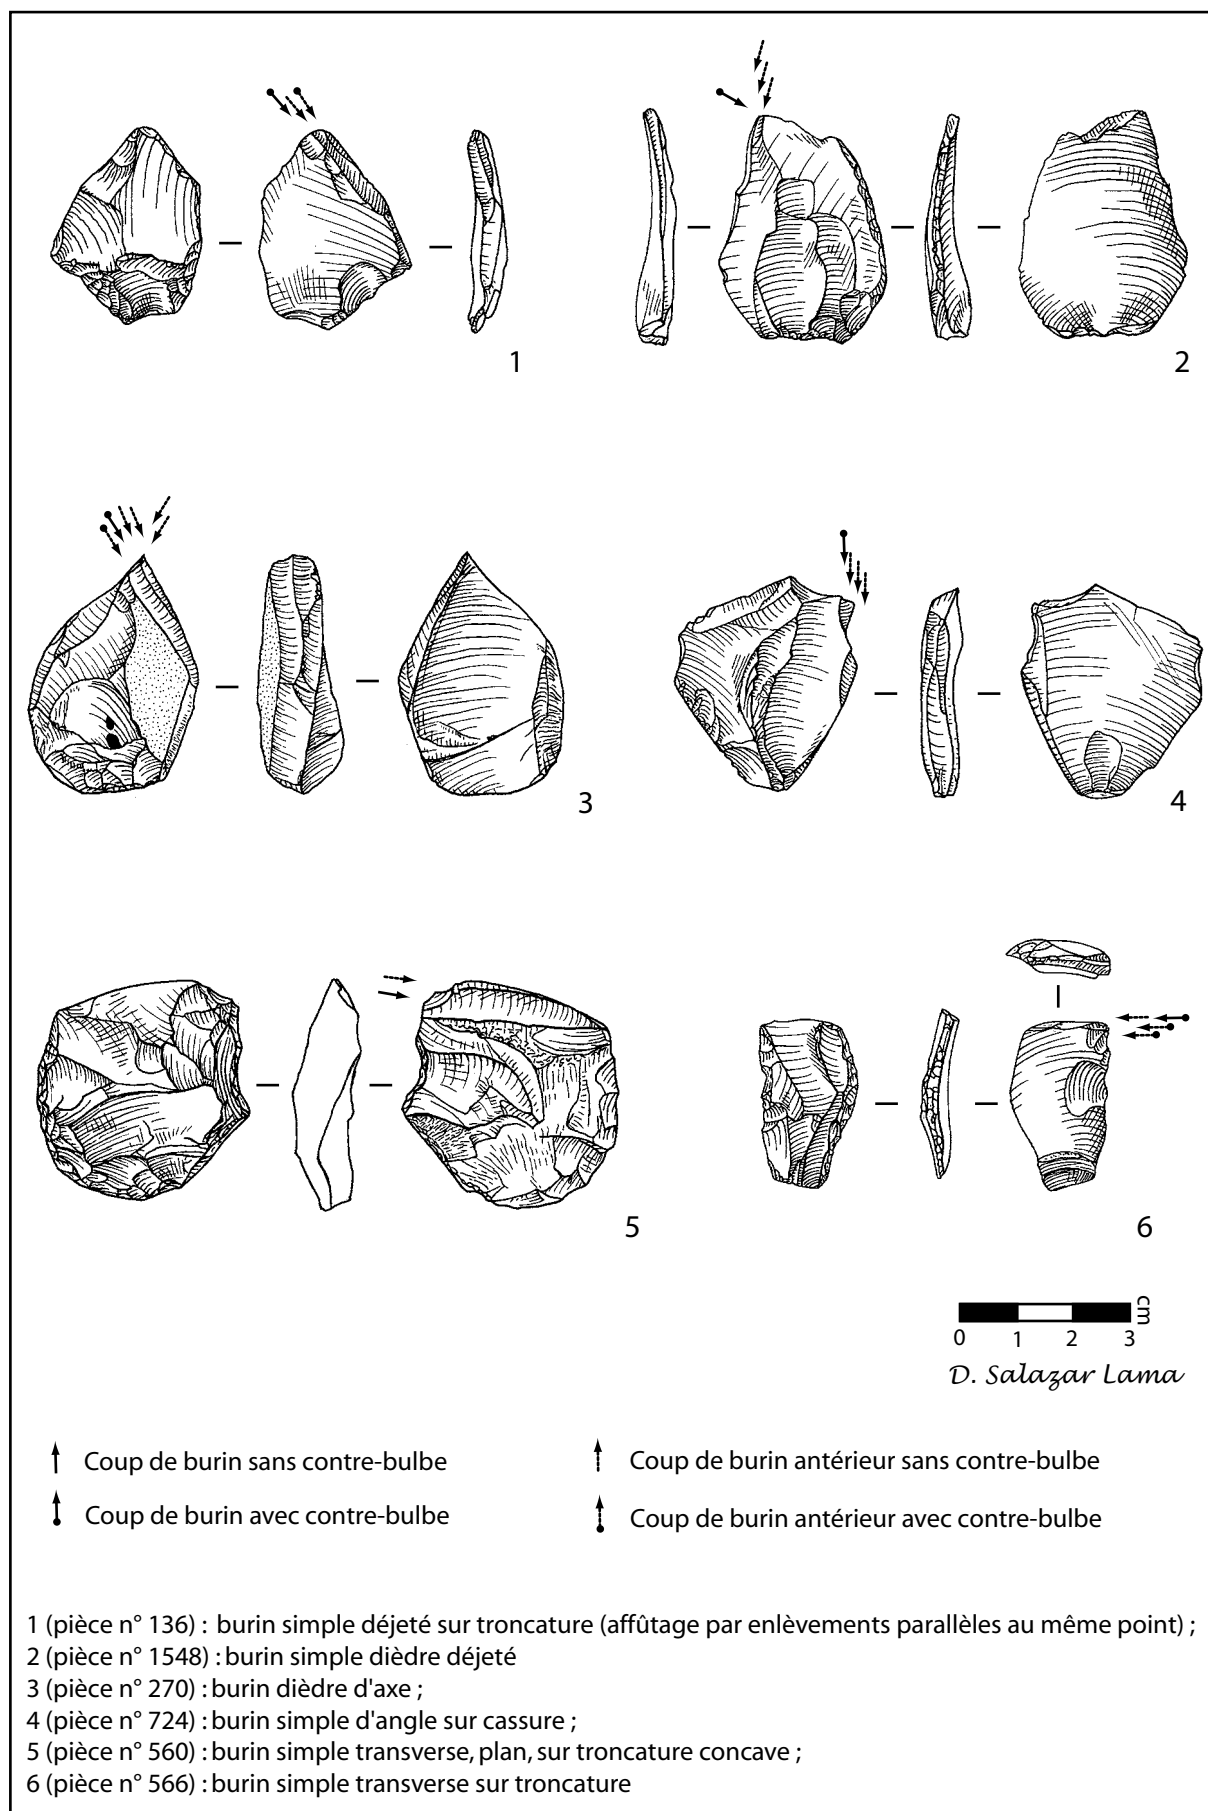 1
2
3
4
5
6
cm
0 1 2 3
D. Salazar Lama
Coup de burin sans contre-bulbe
Coup de burin antérieur sans contre-bulbe
Coup de burin avec contre-bulbe
Coup de burin antérieur avec contre-bulbe
1 (pièce n° 136) : burin simple déjeté sur troncature (affûtage par enlèvements parallèles au même point) ;
2 (pièce n° 1548) : burin simple dièdre déjeté
3 (pièce n° 270) : burin dièdre d'axe ;
4 (pièce n° 724) : burin simple d'angle sur cassure ;
5 (pièce n° 560) : burin simple transverse, plan, sur troncature concave ;
6 (pièce n° 566) : burin simple transverse sur troncature